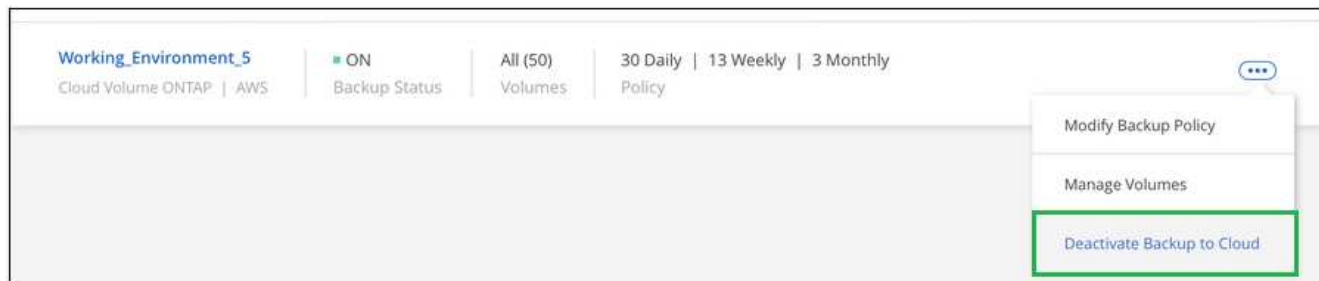 Working_Environment_5
ON
All (50)
30 Daily | 13 Weekly | 3 Monthly
Cloud Volume ONTAP | AWS
Backup Status
Volumes
Policy
Modify Backup Policy
Manage Volumes
Deactivate Backup to Cloud